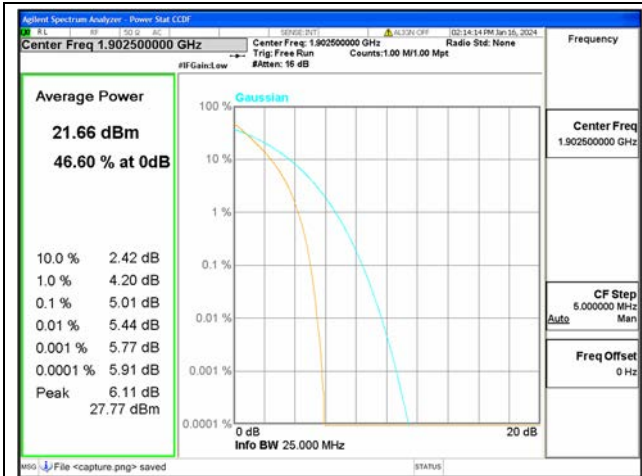 Agilent Spectrum Analyzer - Power Stat CCDF
RL RF 50 Ω AC SENSE:INT ALIGN OFF 02:14:14 PM Jan 16, 2024
Center Freq 1.902500000 GHz
Center Freq: 1.902500000 GHz Radio Std: None
Trig: Free Run Counts:1.00 M/1.00 Mpt
#IFGain:Low #Atten: 16 dB
Frequency
Average Power
21.66 dBm
46.60 % at 0dB
10.0 % 2.42 dB
1.0 % 4.20 dB
0.1 % 5.01 dB
0.01 % 5.44 dB
0.001 % 5.77 dB
0.0001 % 5.91 dB
Peak 6.11 dB
27.77 dBm
Gaussian
100 %
10 %
1 %
0.1 %
0.01 %
0.001 %
0.0001 %
0 dB 20 dB
Info BW 25.000 MHz
Center Freq
1.902500000 GHz
CF Step
5.000000 MHz
Auto Man
Freq Offset
0 Hz
MSG File <capture.png> saved STATUS